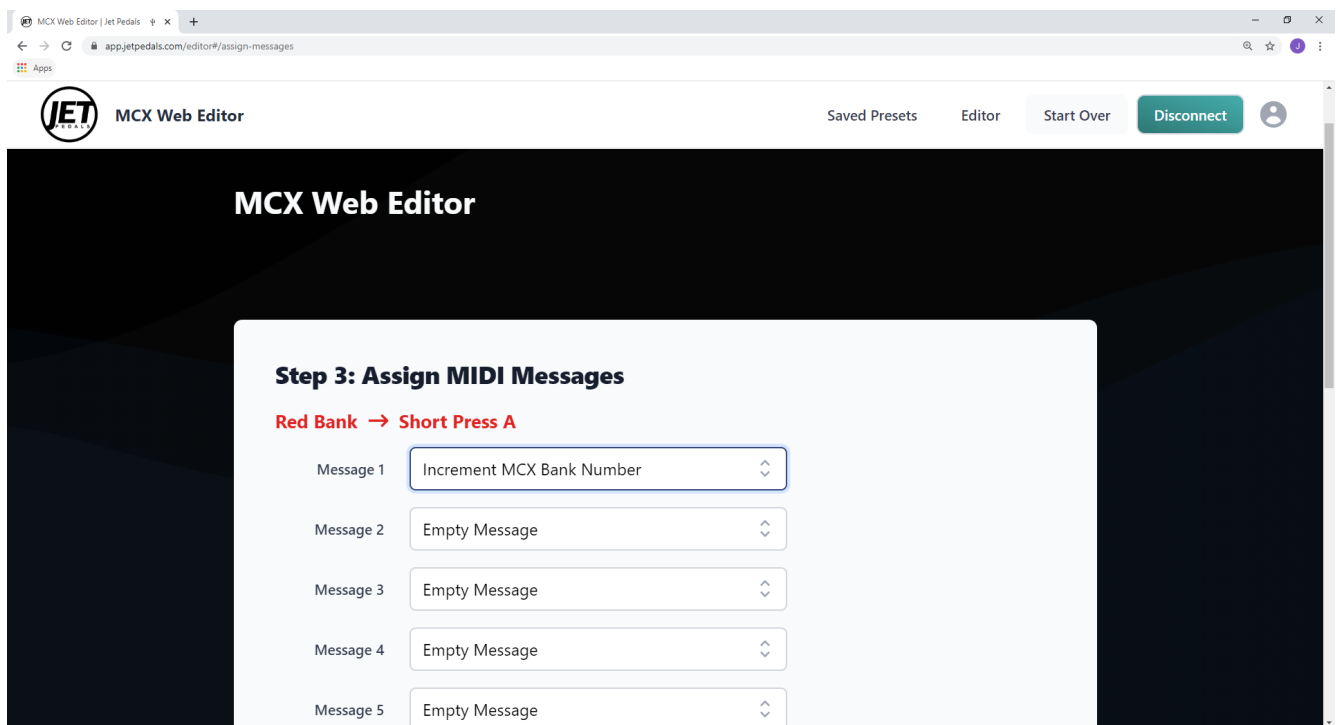 MCX Web Editor | Jet Pedals
app.jetpedals.com/editor#/assign-messages
J
Apps
JET
PEDALS
MCX Web Editor
Saved Presets
Editor
Start Over
Disconnect
MCX Web Editor
Step 3: Assign MIDI Messages
Red Bank → Short Press A
Message 1 Increment MCX Bank Number
Message 2 Empty Message
Message 3 Empty Message
Message 4 Empty Message
Message 5 Empty Message